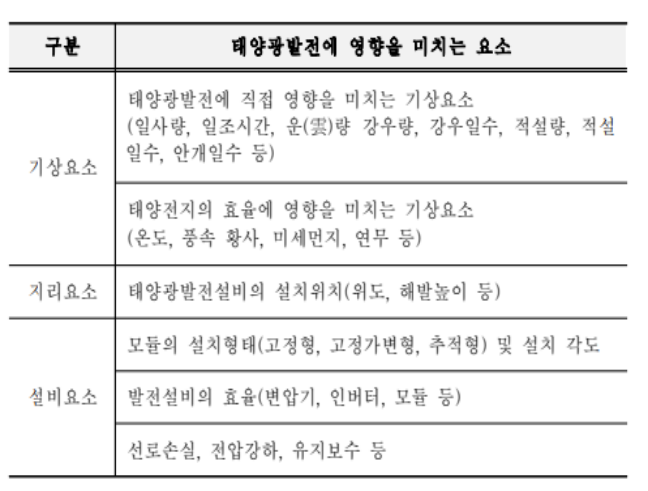 구분
태양광발전에 영향을 미치는 요소
기상요소
태양광발전에 직접 영향을 미치는 기상요소
(일사량, 일조시간, 운(雲)량 강우량, 강우일수, 적설량, 적설
일수, 안개일수 등)
태양전지의 효율에 영향을 미치는 기상요소
(온도, 풍속 황사, 미세먼지, 연무 등)
지리요소
태양광발전설비의 설치위치(위도, 해발높이 등)
설비요소
모듈의 설치형태(고정형, 고정가변형, 추적형) 및 설치 각도
발전설비의 효율(변압기, 인버터, 모듈 등)
선로손실, 전압강하, 유지보수 등